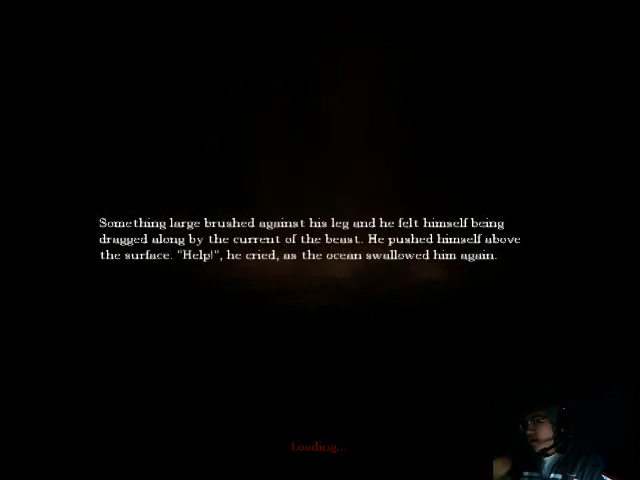 Something large brushed against his leg and he felt himself being
dragged along by the current of the beast. He pushed himself above
the surface. "Help!", he cried, as the ocean swallowed him again.
Loading...